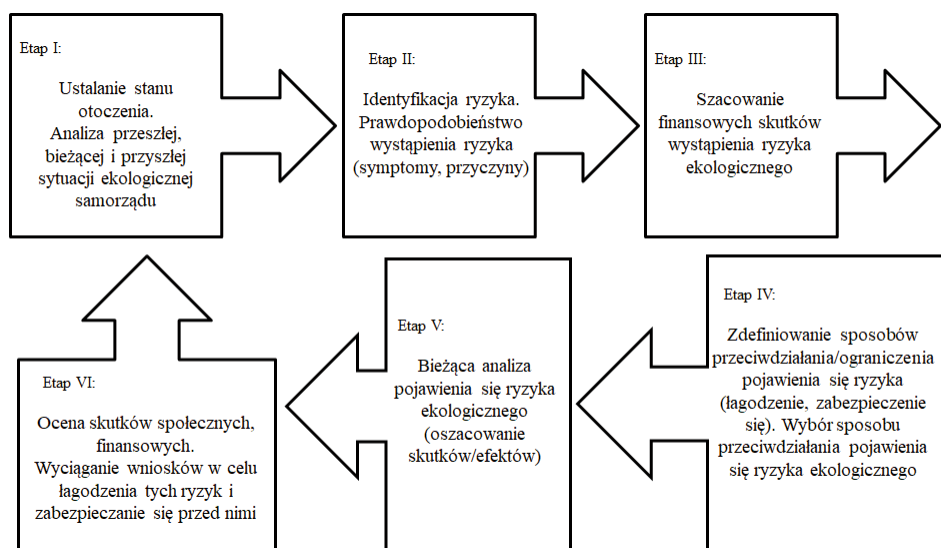 Etap I:
Ustalanie stanu
otoczenia.
Analiza przeszłej,
bieżącej i przyszłej
sytuacji ekologicznej
samorządu
Etap II:
Identyfikacja ryzyka.
Prawdopodobieństwo
wystąpienia ryzyka
(symptomy, przyczyny)
Etap III:
Szacowanie
finansowych skutków
wystąpienia ryzyka
ekologicznego
Etap IV:
Zdefiniowanie sposobów
przeciwdziałania/ograniczenia
pojawienia się ryzyka
(łagodzenie, zabezpieczenie
się). Wybór sposobu
przeciwdziałania pojawienia
się ryzyka ekologicznego
Etap V:
Bieżąca analiza
pojawienia się ryzyka
ekologicznego
(oszacowanie
skutków/efektów)
Etap VI:
Ocena skutków społecznych,
finansowych.
Wyciąganie wniosków w celu
łagodzenia tych ryzyk i
zabezpieczanie się przed nimi